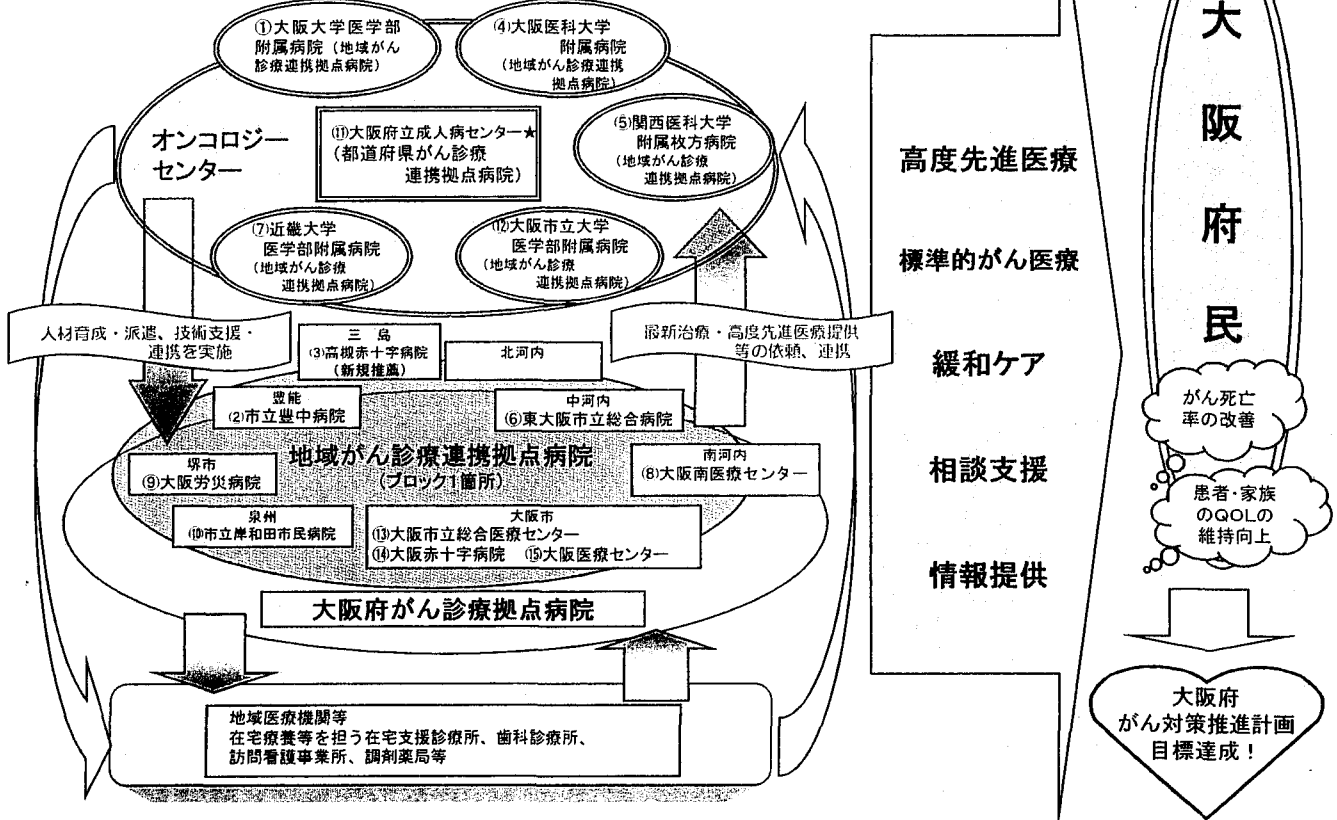 ①大阪大学医学部
附属病院(地域がん
診療連携拠点病院)
④大阪医科大学
附属病院
(地域がん診療連携
拠点病院)
オンコロジー
センター
⑪大阪府立成人病センター★
(都道府県がん診療
連携拠点病院)
⑤関西医科大学
附属枚方病院
(地域がん診療
連携拠点病院)
⑦近畿大学
医学部附属病院
(地域がん診療
連携拠点病院)
⑫大阪市立大学
医学部附属病院
(地域がん診療
連携拠点病院)
人材育成・派遣、技術支援・
連携を実施
最新治療・高度先進医療提供
等の依頼、連携
三 島
③高槻赤十字病院
(新規推薦)
北河内
豊能
②市立豊中病院
中河内
⑥東大阪市立総合病院
地域がん診療連携拠点病院
(ブロック1箇所)
堺市
⑨大阪労災病院
南河内
⑧大阪南医療センター
泉州
⑩市立岸和田市民病院
大阪市
⑬大阪市立総合医療センター
⑭大阪赤十字病院 ⑮大阪医療センター
大阪府がん診療拠点病院
地域医療機関等
在宅療養等を担う在宅支援診療所、歯科診療所、
訪問看護事業所、調剤薬局等
高度先進医療
標準的がん医療
緩和ケア
相談支援
情報提供
大阪府民
がん死亡
率の改善
患者・家族
のQOLの
維持向上
大阪府
がん対策推進計画
目標達成!